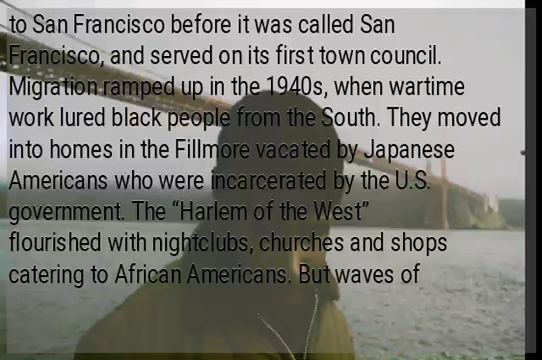 to San Francisco before it was called San
Francisco, and served on its first town council.
Migration ramped up in the 1940s, when wartime
work lured black people from the South. They moved
into homes in the Fillmore vacated by Japanese
Americans who were incarcerated by the U.S.
government. The “Harlem of the West”
flourished with nightclubs, churches and shops
catering to African Americans. But waves of